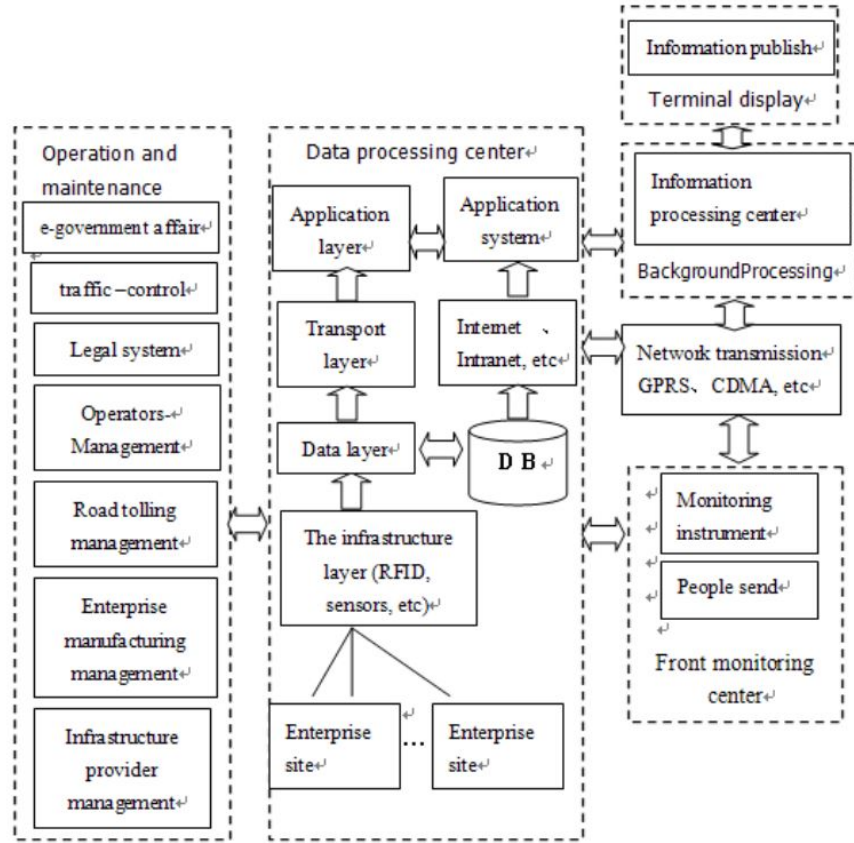 Information publish
Terminal display
Operation and
maintenance
e-government affair
traffic–control
Legal system
Operators-
Management
Road tolling
management
Enterprise
manufacturing
management
Infrastructure
provider
management
Data processing center
Application
layer
Application
system
Transport
layer
Internet 、
Intranet, etc
Data layer
D B
The infrastructure
layer (RFID,
sensors, etc)
Enterprise
site
...
Enterprise
site
Information
processing center
BackgroundProcessing
Network transmission
GPRS、CDMA, etc
Monitoring
instrument
People send
Front monitoring
center